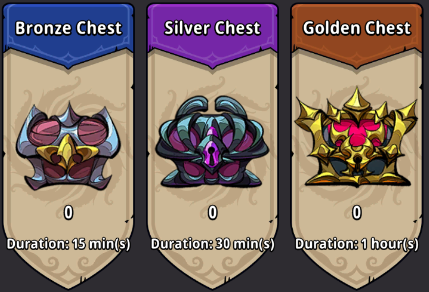 Bronze Chest
0
Duration: 15 min(s)
Silver Chest
0
Duration: 30 min(s)
Golden Chest
0
Duration: 1 hour(s)